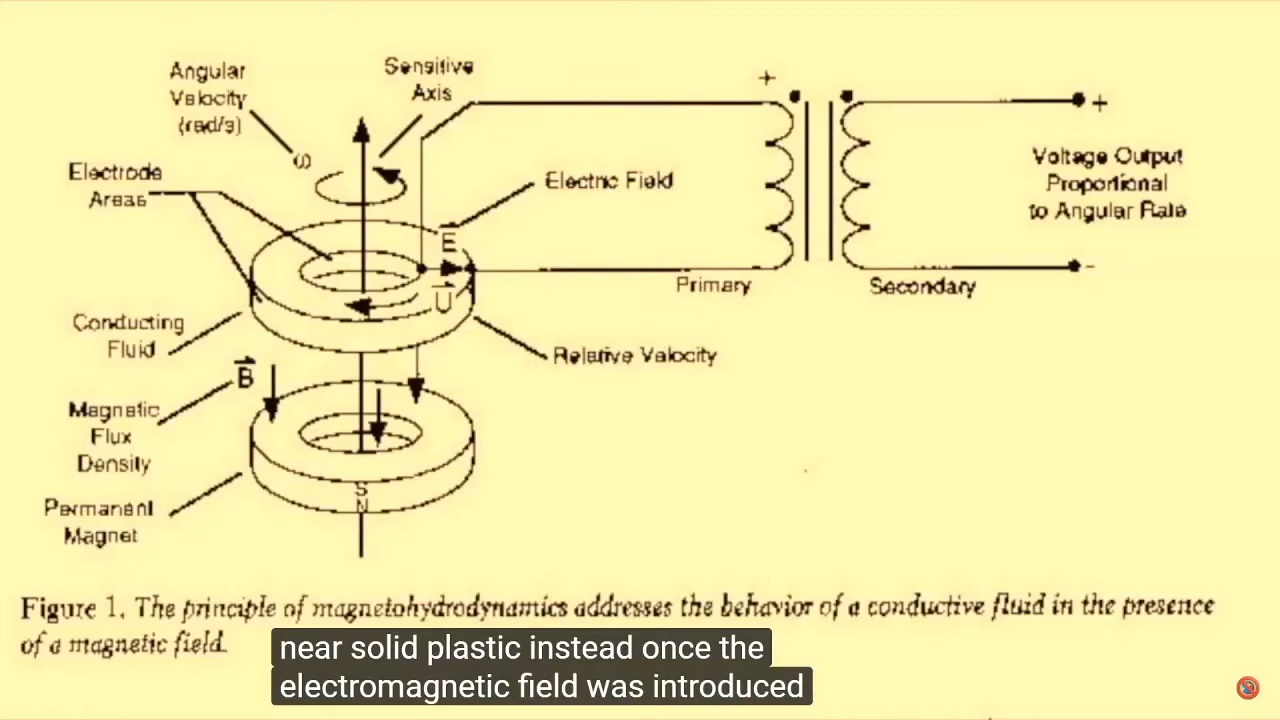 Angular
Velocity
(rad/s)
Sensitive
Axis
ω
Electrode
Areas
Electric Field
E
U
+
+
-
Voltage Output
Proportional
to Angular Rate
Primary
Secondary
Conducting
Fluid
Relative Velocity
B
Magnetic
Flux
Density
S
N
Permanent
Magnet
Figure 1. The principle of magnetohydrodynamics addresses the behavior of a conductive fluid in the presence
of a magnetic field.
near solid plastic instead once the
electromagnetic field was introduced